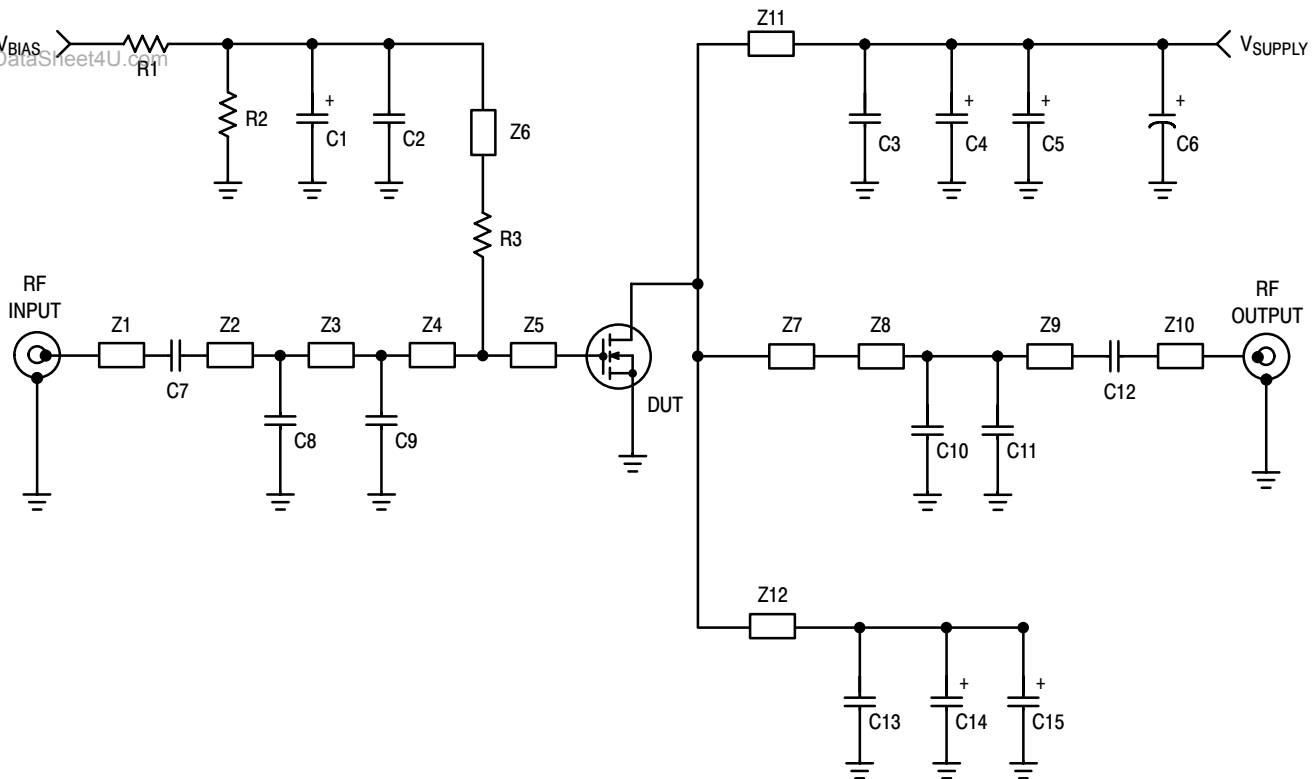 Z11
VBIAS
VSUPPLY
DataSheet4U.com
R1
+
+
+
+
R2
C1
C2
Z6
C3
C4
C5
C6
R3
RF
INPUT
RF
OUTPUT
Z1
Z2
Z3
Z4
Z5
Z7
Z8
Z9
Z10
C7
C12
DUT
C8
C9
C10
C11
Z12
+
+
C13
C14
C15